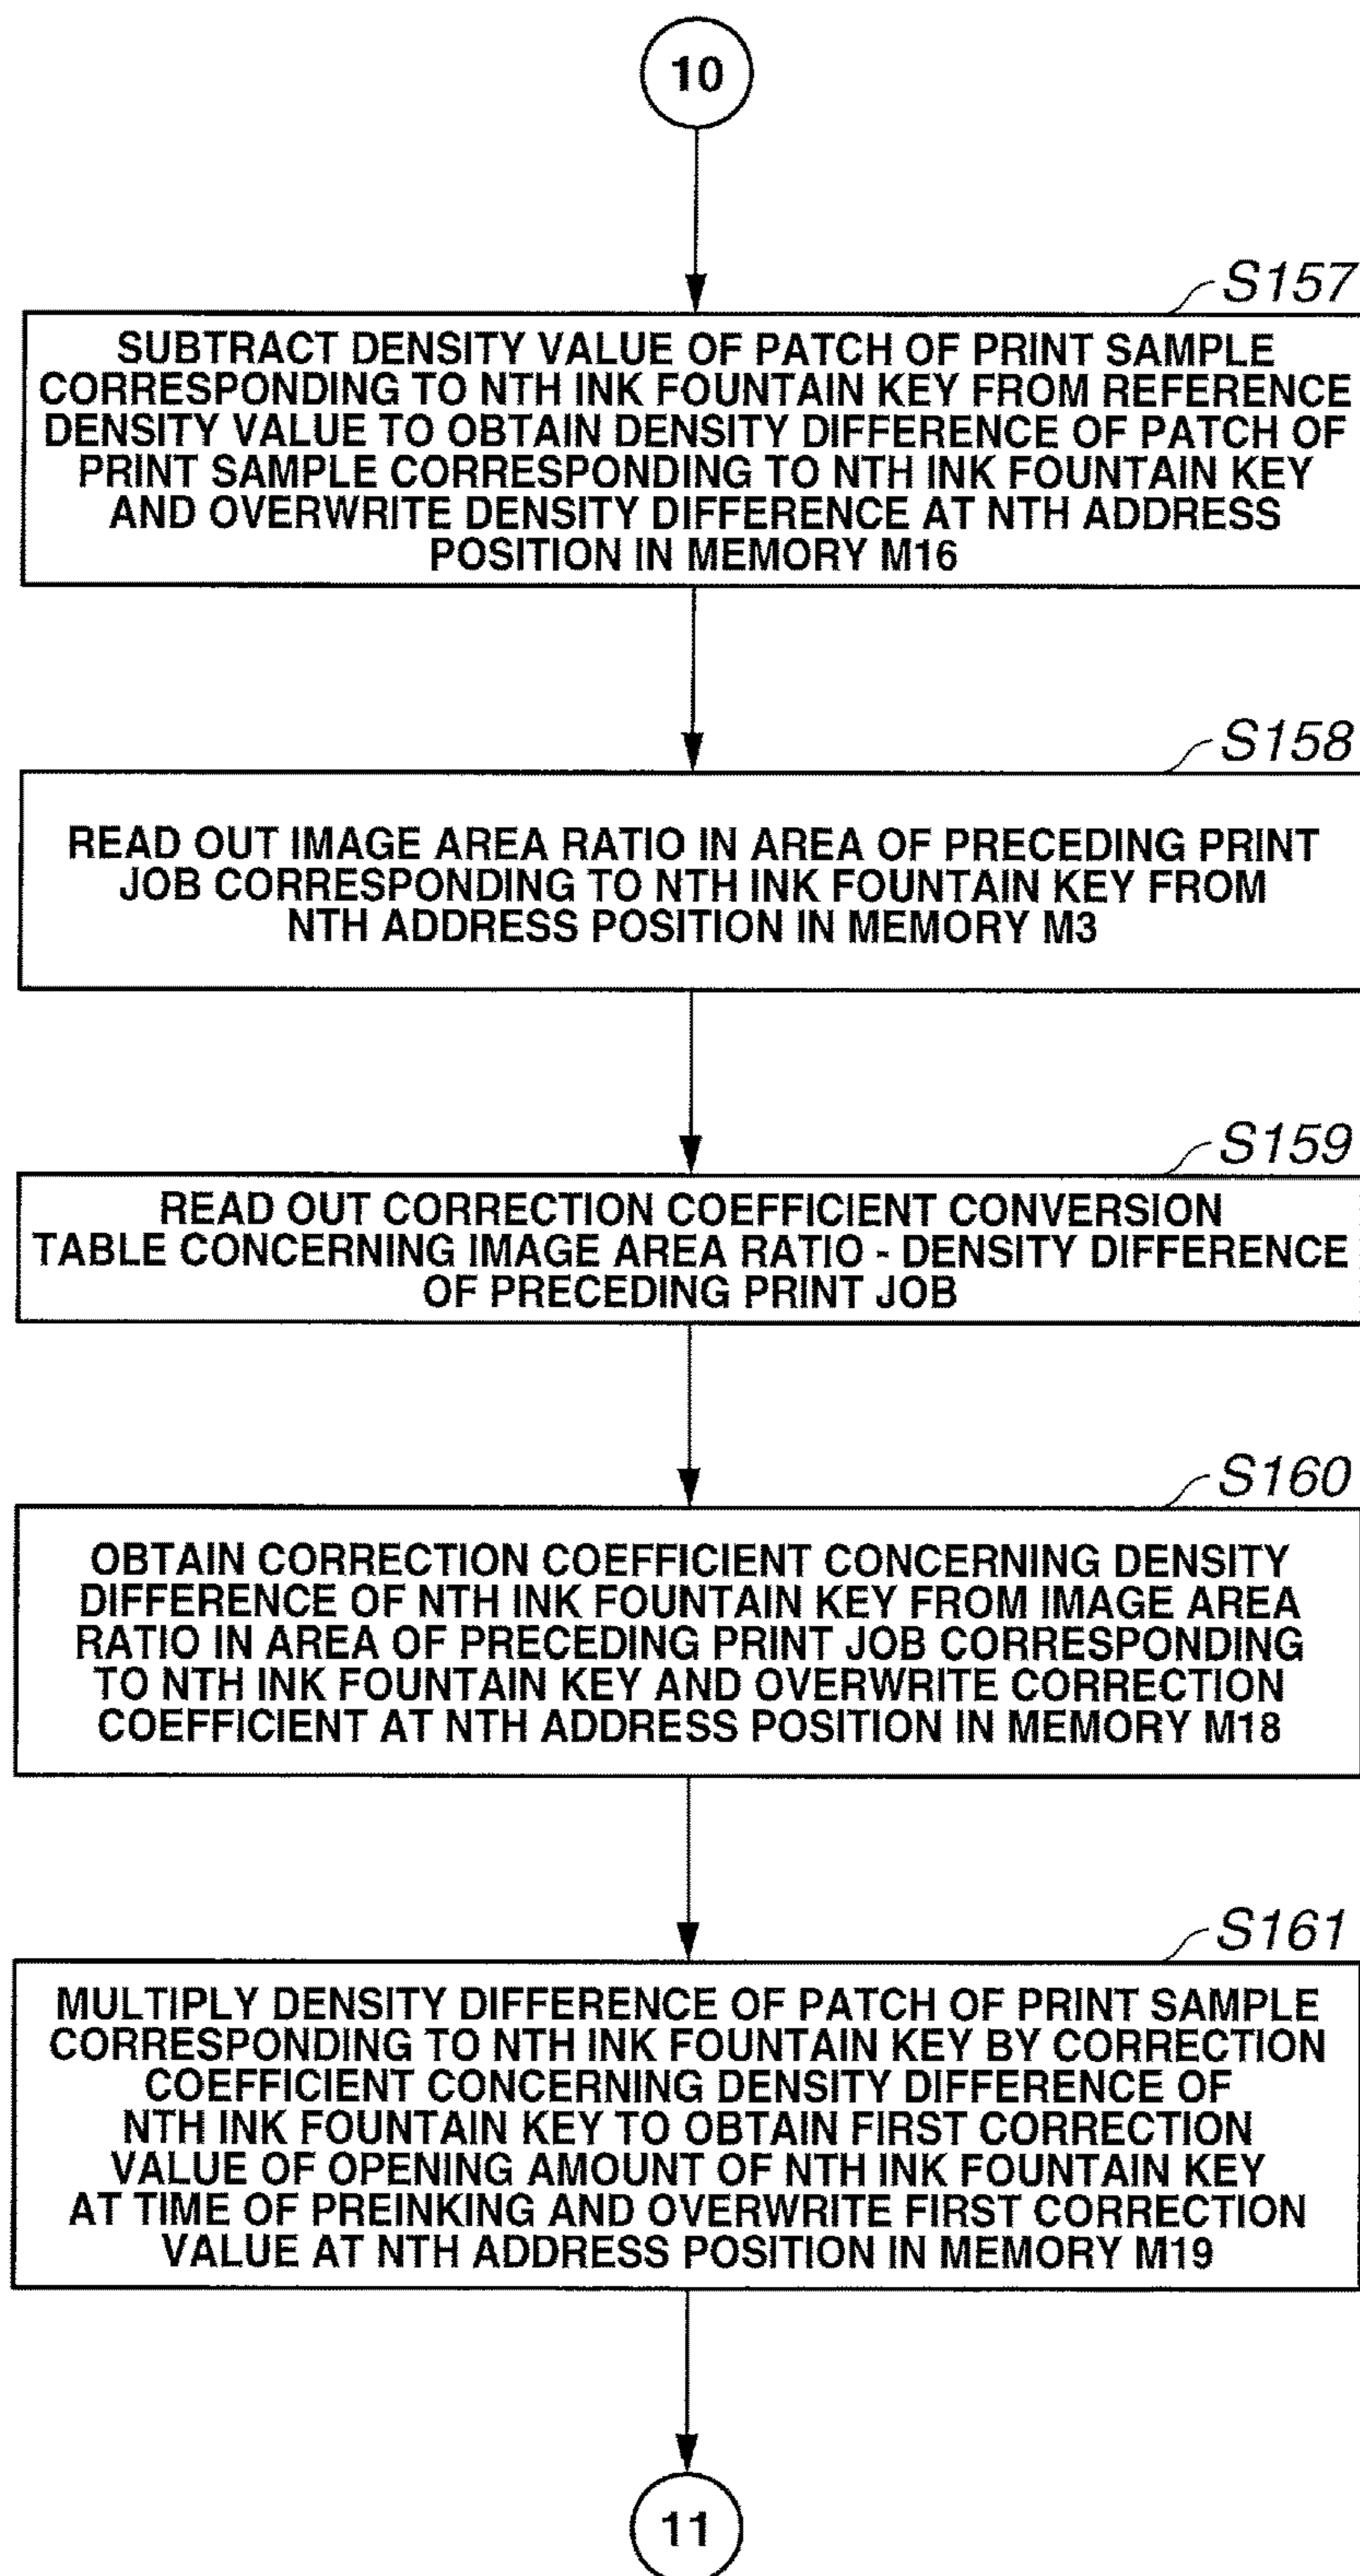 10
S157
SUBTRACT DENSITY VALUE OF PATCH OF PRINT SAMPLE
CORRESPONDING TO NTH INK FOUNTAIN KEY FROM REFERENCE
DENSITY VALUE TO OBTAIN DENSITY DIFFERENCE OF PATCH OF
PRINT SAMPLE CORRESPONDING TO NTH INK FOUNTAIN KEY
AND OVERWRITE DENSITY DIFFERENCE AT NTH ADDRESS
POSITION IN MEMORY M16
S158
READ OUT IMAGE AREA RATIO IN AREA OF PRECEDING PRINT
JOB CORRESPONDING TO NTH INK FOUNTAIN KEY FROM
NTH ADDRESS POSITION IN MEMORY M3
S159
READ OUT CORRECTION COEFFICIENT CONVERSION
TABLE CONCERNING IMAGE AREA RATIO - DENSITY DIFFERENCE
OF PRECEDING PRINT JOB
S160
OBTAIN CORRECTION COEFFICIENT CONCERNING DENSITY
DIFFERENCE OF NTH INK FOUNTAIN KEY FROM IMAGE AREA
RATIO IN AREA OF PRECEDING PRINT JOB CORRESPONDING
TO NTH INK FOUNTAIN KEY AND OVERWRITE CORRECTION
COEFFICIENT AT NTH ADDRESS POSITION IN MEMORY M18
S161
MULTIPLY DENSITY DIFFERENCE OF PATCH OF PRINT SAMPLE
CORRESPONDING TO NTH INK FOUNTAIN KEY BY CORRECTION
COEFFICIENT CONCERNING DENSITY DIFFERENCE OF
NTH INK FOUNTAIN KEY TO OBTAIN FIRST CORRECTION
VALUE OF OPENING AMOUNT OF NTH INK FOUNTAIN KEY
AT TIME OF PREINKING AND OVERWRITE FIRST CORRECTION
VALUE AT NTH ADDRESS POSITION IN MEMORY M19
11